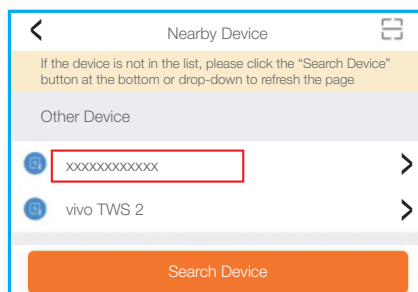 Nearby Device
If the device is not in the list, please click the “Search Device”
button at the bottom or drop-down to refresh the page
Other Device
xxxxxxxxxxxx
vivo TWS 2
Search Device